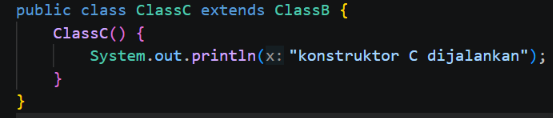 public class ClassC extends ClassB {
ClassC() {
System.out.println(x: "konstruktor C dijalankan");
}
}